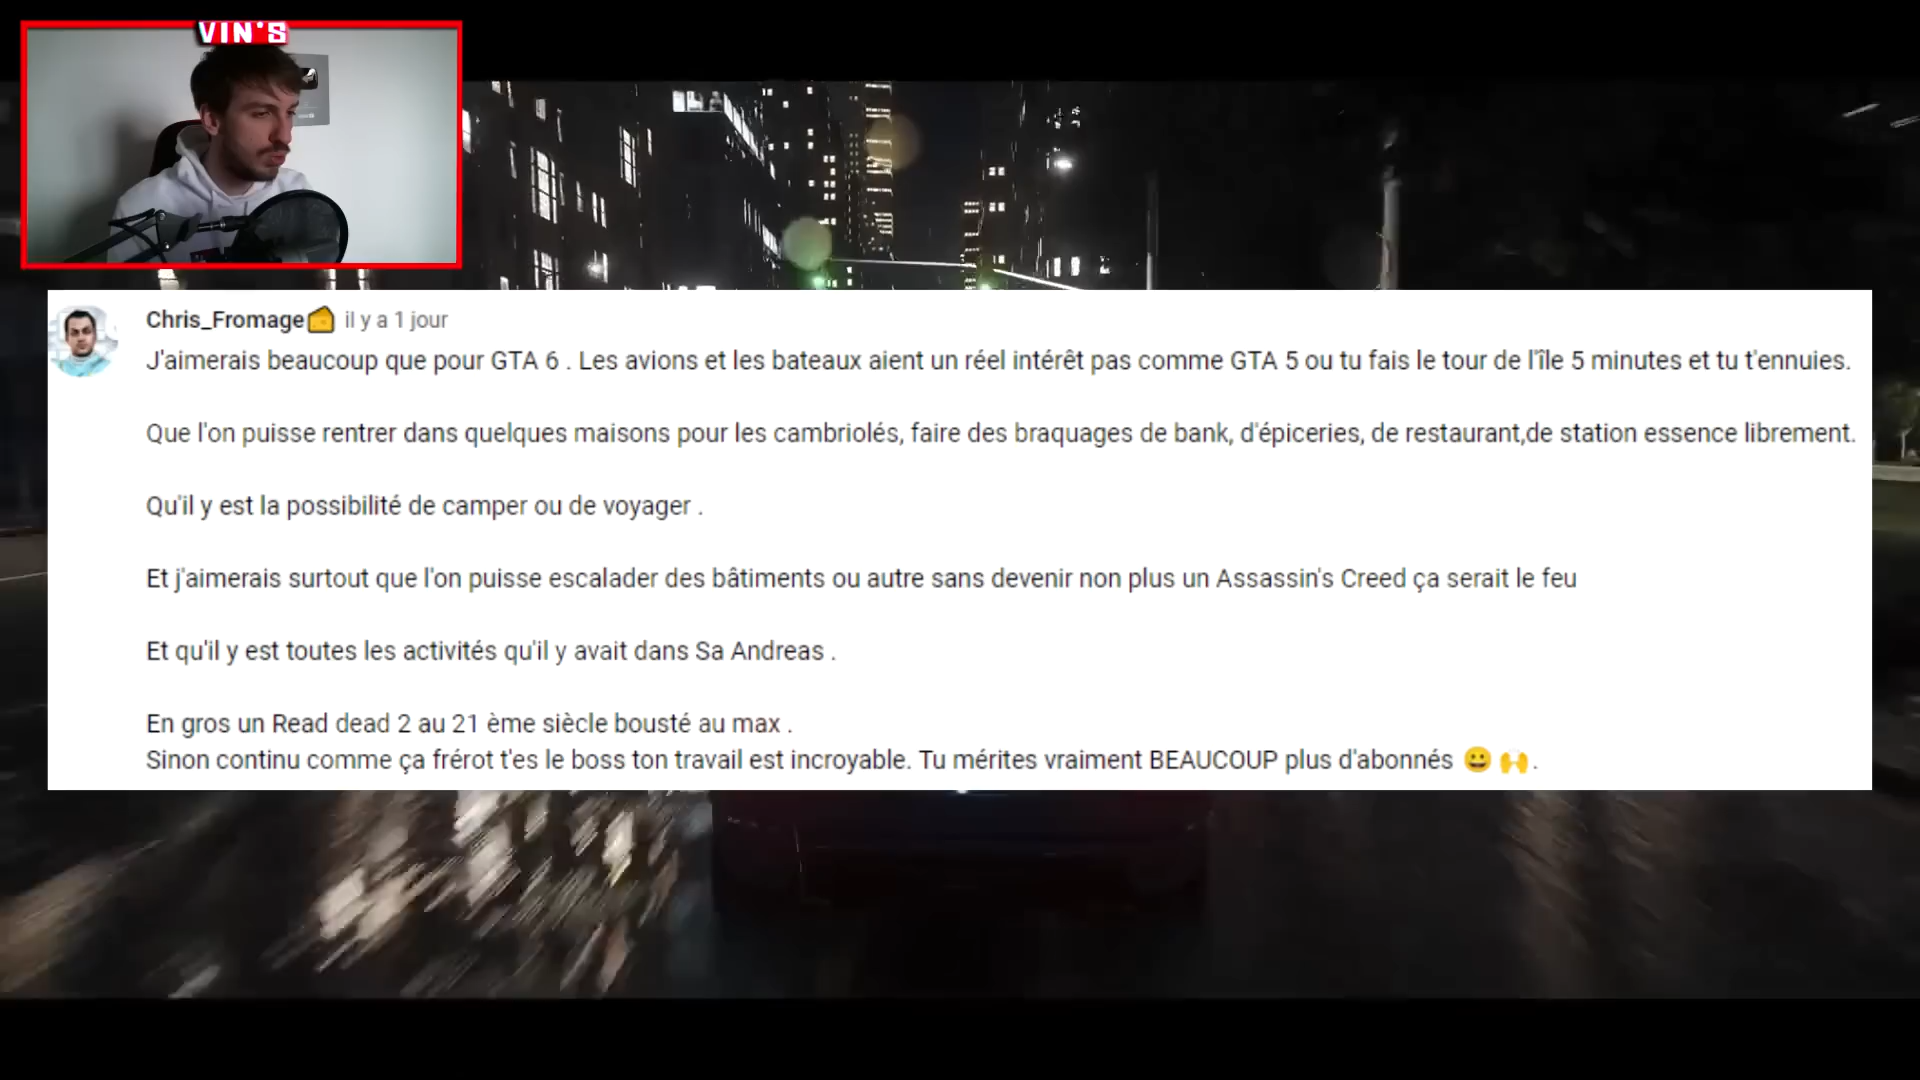 VIN'S
Chris_Fromage🧀 il y a 1 jour
J'aimerais beaucoup que pour GTA 6 . Les avions et les bateaux aient un réel intérêt pas comme GTA 5 ou tu fais le tour de l'île 5 minutes et tu t'ennuies.
Que l'on puisse rentrer dans quelques maisons pour les cambriolés, faire des braquages de bank, d'épiceries, de restaurant,de station essence librement.
Qu'il y est la possibilité de camper ou de voyager .
Et j'aimerais surtout que l'on puisse escalader des bâtiments ou autre sans devenir non plus un Assassin's Creed ça serait le feu
Et qu'il y est toutes les activités qu'il y avait dans Sa Andreas .
En gros un Read dead 2 au 21 ème siècle bousté au max .
Sinon continu comme ça frérot t'es le boss ton travail est incroyable. Tu mérites vraiment BEAUCOUP plus d'abonnés 😀 🙌 .